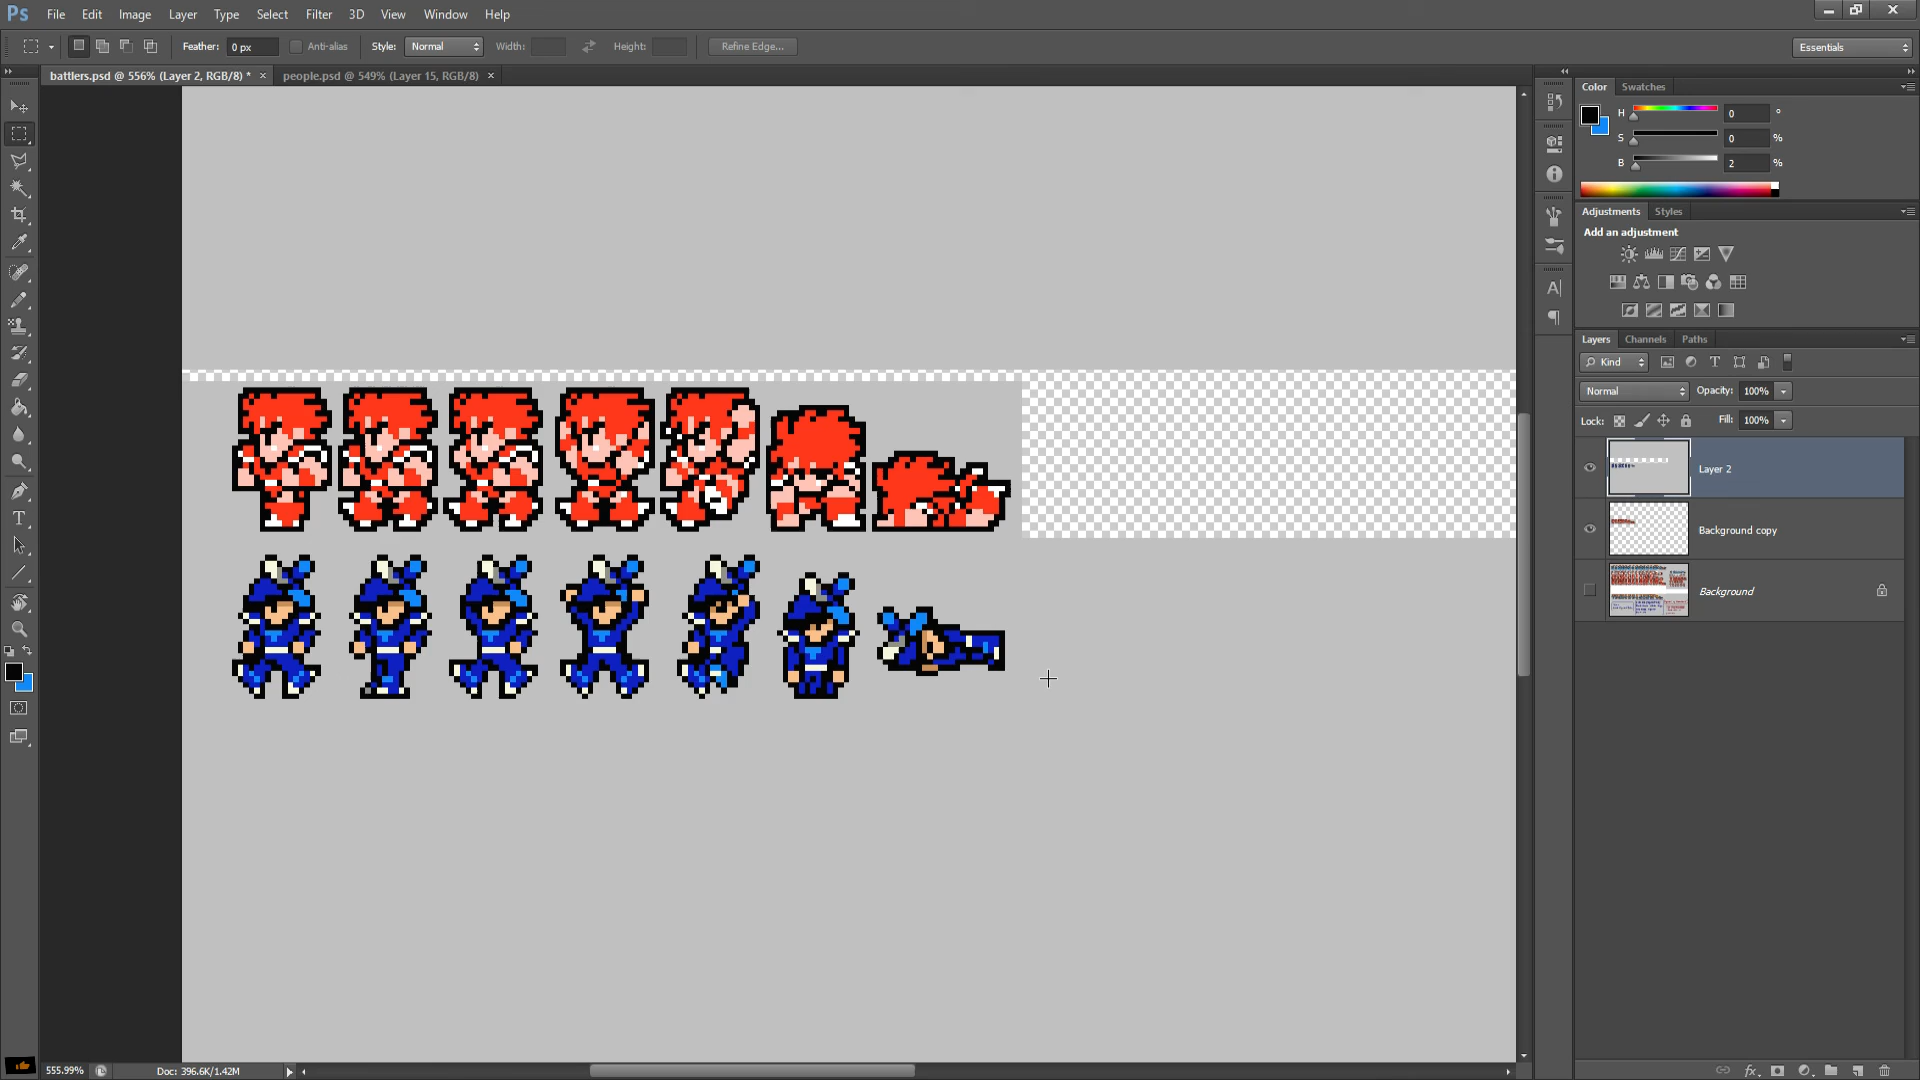 Ps File Edit Image Layer Type Select Filter 3D View Window Help
Feather: 0 px Anti-alias Style: Normal Width: Height: Refine Edge... Essentials
battlers.psd @ 556% (Layer 2, RGB/8) * × people.psd @ 549% (Layer 15, RGB/8) ×
Color Swatches
H 0 °
S 0 %
B 2 %
Adjustments Styles
Add an adjustment
Layers Channels Paths
Kind
Normal Opacity: 100%
Lock: Fill: 100%
Layer 2
Background copy
Background
555.99% Doc: 396.6K/1.42M